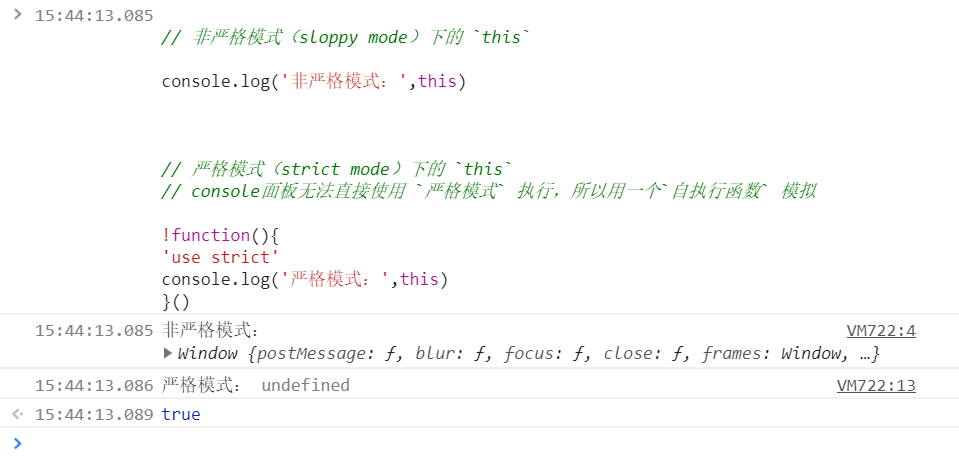 15:44:13.085
// 非严格模式（sloppy mode）下的 `this`
console.log('非严格模式：',this)
// 严格模式（strict mode）下的 `this`
// console面板无法直接使用 `严格模式` 执行，所以用一个`自执行函数` 模拟
!function(){
'use strict'
console.log('严格模式：',this)
}()
15:44:13.085 非严格模式： VM722:4
Window {postMessage: ƒ, blur: ƒ, focus: ƒ, close: ƒ, frames: Window, …}
15:44:13.086 严格模式： undefined VM722:13
15:44:13.089 true